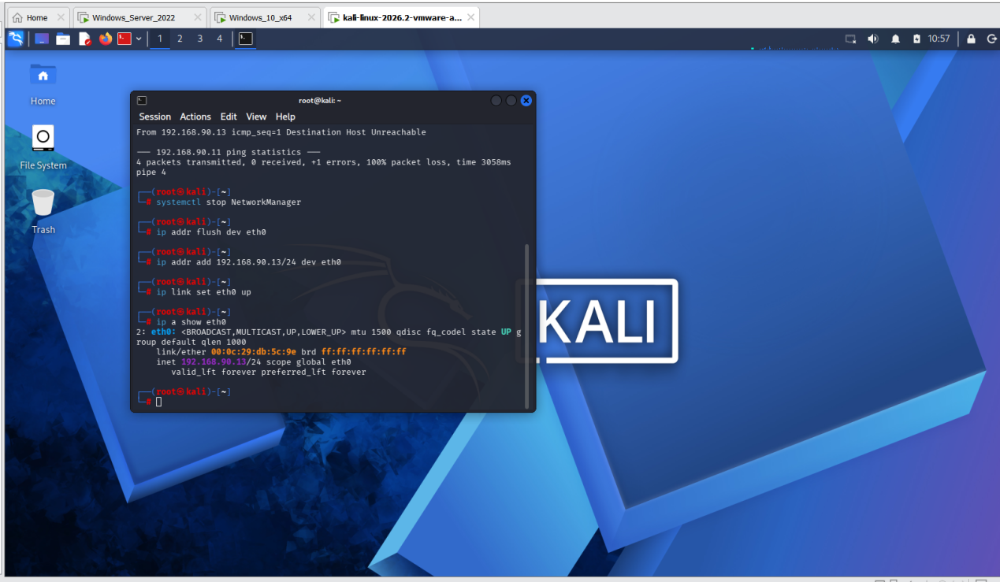 Home
Windows_Server_2022
Windows_10_x64
kali-linux-2026.2-vmware-a...
1 2 3 4
10:57
Home
File System
Trash
root@kali: ~
Session Actions Edit View Help
From 192.168.90.13 icmp_seq=1 Destination Host Unreachable
— 192.168.90.11 ping statistics —
4 packets transmitted, 0 received, +1 errors, 100% packet loss, time 3058ms
pipe 4
┌──(root㉿kali)-[~]
└─# systemctl stop NetworkManager
┌──(root㉿kali)-[~]
└─# ip addr flush dev eth0
┌──(root㉿kali)-[~]
└─# ip addr add 192.168.90.13/24 dev eth0
┌──(root㉿kali)-[~]
└─# ip link set eth0 up
┌──(root㉿kali)-[~]
└─# ip a show eth0
2: eth0: <BROADCAST,MULTICAST,UP,LOWER_UP> mtu 1500 qdisc fq_codel state UP g
roup default qlen 1000
link/ether 00:0c:29:db:5c:9e brd ff:ff:ff:ff:ff:ff
inet 192.168.90.13/24 scope global eth0
valid_lft forever preferred_lft forever
┌──(root㉿kali)-[~]
└─#
KALI